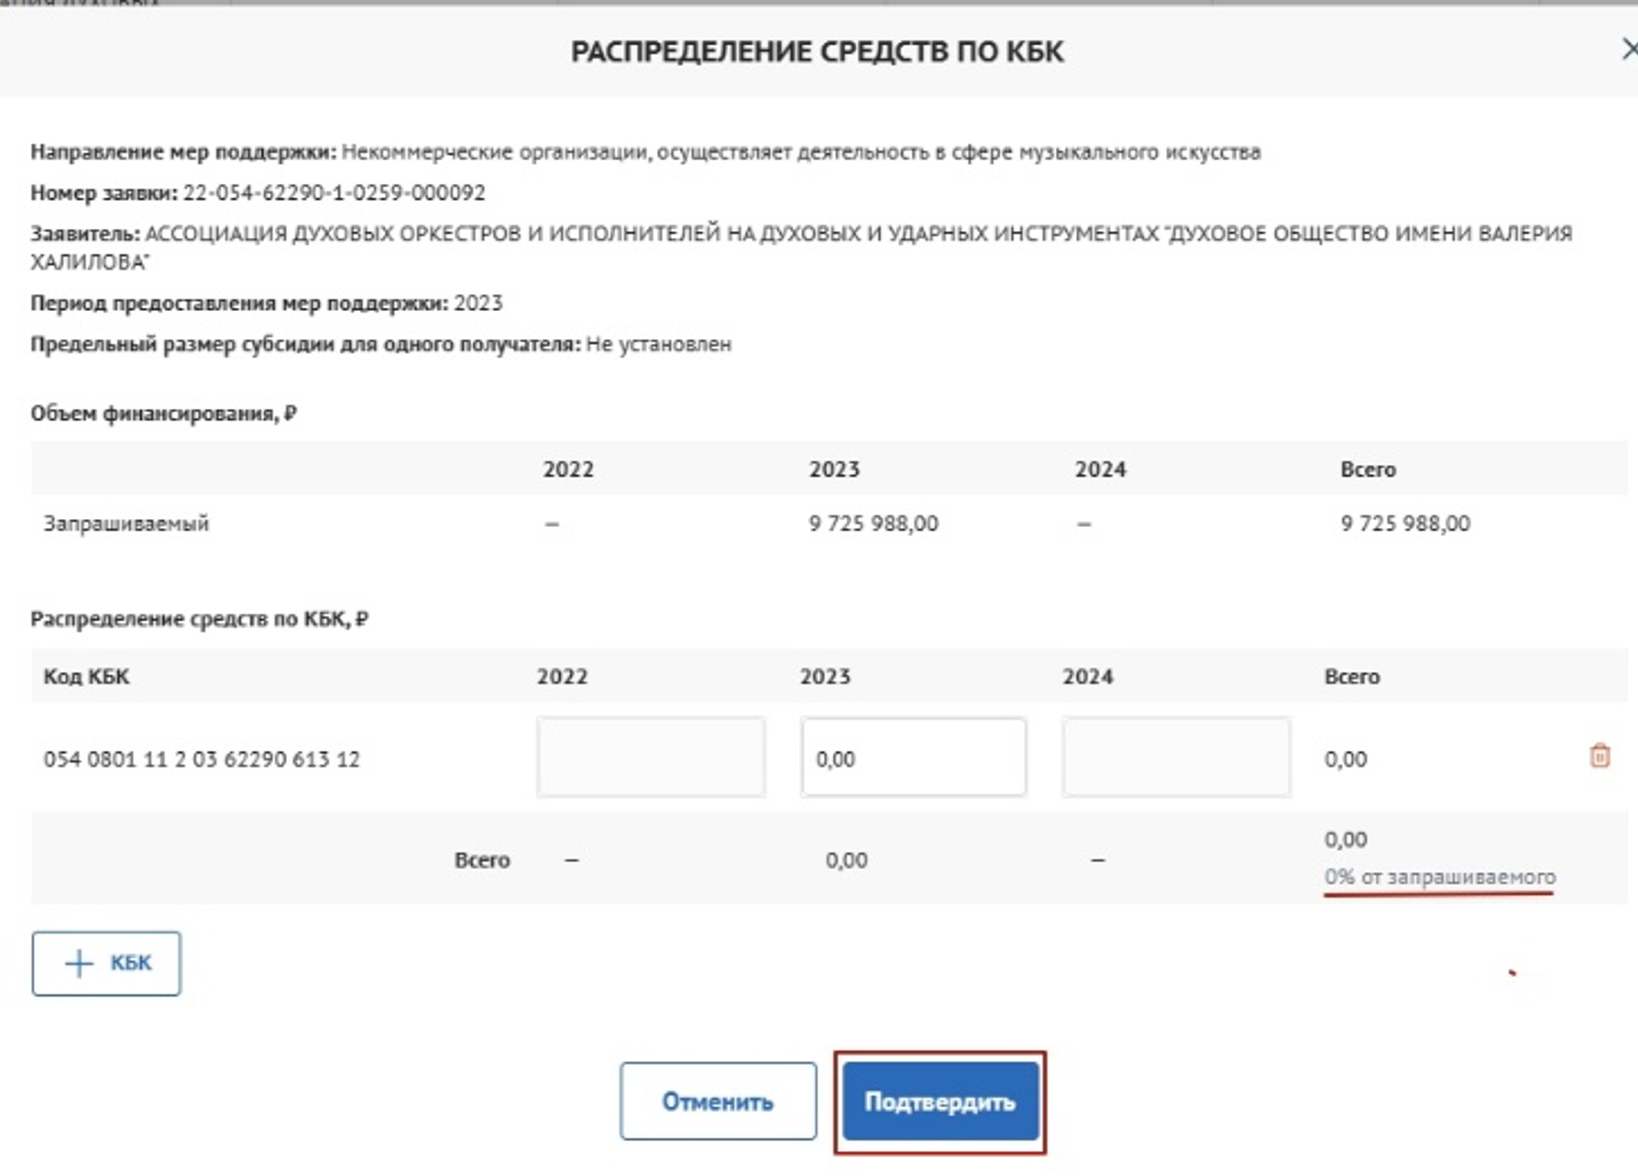 РАСПРЕДЕЛЕНИЕ СРЕДСТВ ПО КБК
Направление мер поддержки: Некоммерческие организации, осуществляет деятельность в сфере музыкального искусства
Номер заявки: 22-054-62290-1-0259-000092
Заявитель: АССОЦИАЦИЯ ДУХОВЫХ ОРКЕСТРОВ И ИСПОЛНИТЕЛЕЙ НА ДУХОВЫХ И УДАРНЫХ ИНСТРУМЕНТАХ "ДУХОВОЕ ОБЩЕСТВО ИМЕНИ ВАЛЕРИЯ
ХАЛИЛОВА"
Период предоставления мер поддержки: 2023
Предельный размер субсидии для одного получателя: Не установлен
Объем финансирования, ₽
2022 2023 2024 Всего
Запрашиваемый — 9 725 988,00 — 9 725 988,00
Распределение средств по КБК, ₽
Код КБК 2022 2023 2024 Всего
054 0801 11 2 03 62290 613 12 0,00 0,00
Всего — 0,00 — 0,00
0% от запрашиваемого
+ КБК
Отменить Подтвердить